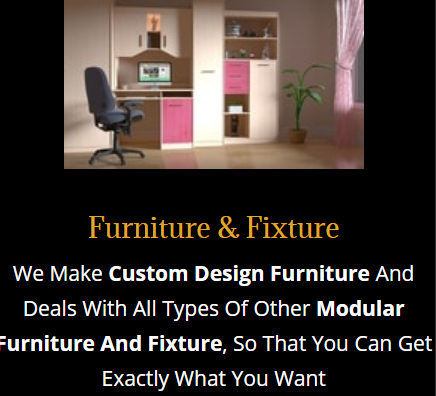 Furniture & Fixture
We Make Custom Design Furniture And
Deals With All Types Of Other Modular
Furniture And Fixture, So That You Can Get
Exactly What You Want